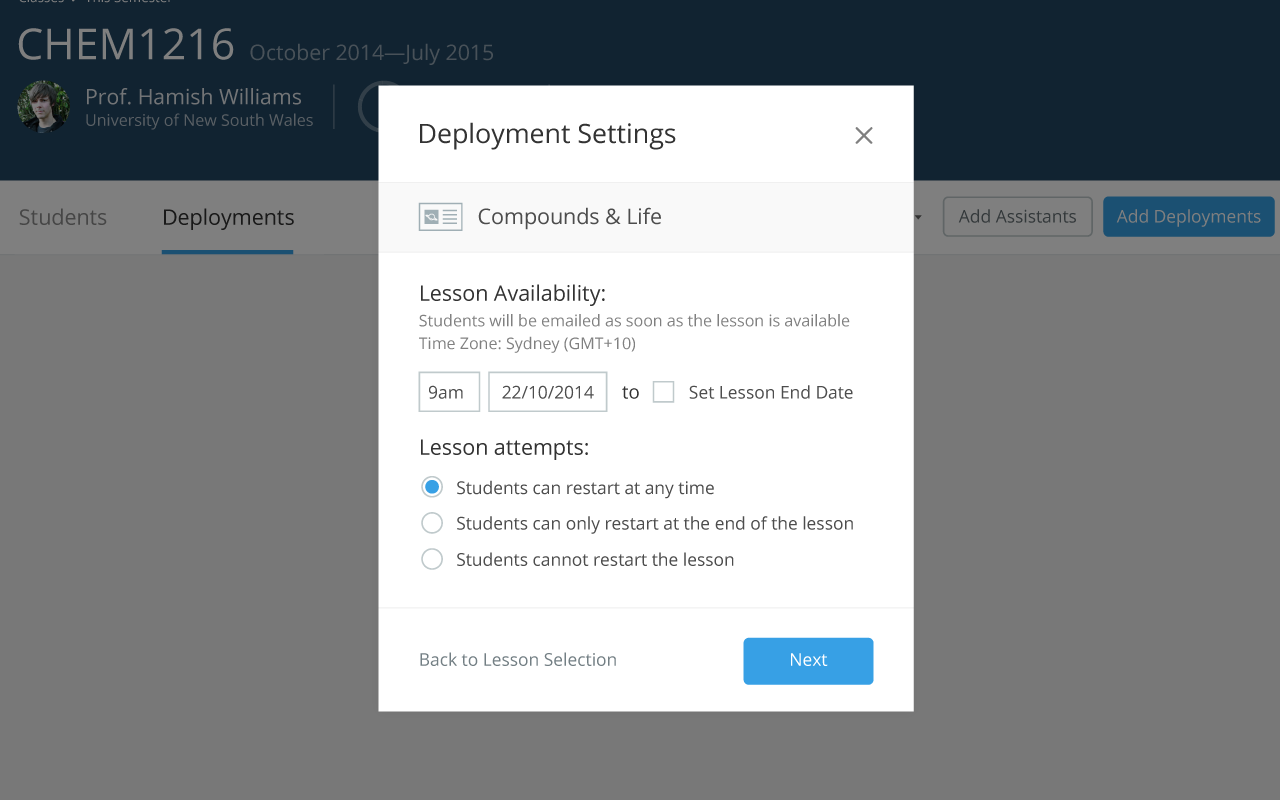 Classes This Semester
CHEM1216 October 2014—July 2015
Prof. Hamish Williams
University of New South Wales
Deployment Settings
Students Deployments
Compounds & Life
Add Assistants Add Deployments
Lesson Availability:
Students will be emailed as soon as the lesson is available
Time Zone: Sydney (GMT+10)
9am 22/10/2014 to Set Lesson End Date
Lesson attempts:
Students can restart at any time
Students can only restart at the end of the lesson
Students cannot restart the lesson
Back to Lesson Selection Next